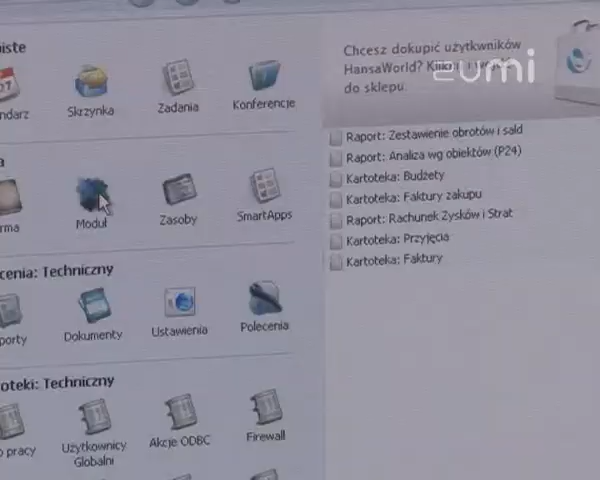 iste
ndarz
Skrzynka
Zadania
Konferencje
a
rma
Moduł
Zasoby
SmartApps
cenia: Techniczny
porty
Dokumenty
Ustawienia
Polecenia
oteki: Techniczny
o pracy
Użytkownicy
Globalni
Akcje ODBC
Firewall
Chcesz dokupić użytkwników
HansaWorld?
do sklepu.
zumi
Raport: Zestawienie obrotów i sald
Raport: Analiza wg obiektów (P24)
Kartoteka: Budżety
Kartoteka: Faktury zakupu
Raport: Rachunek Zysków i Strat
Kartoteka: Przyjęcia
Kartoteka: Faktury